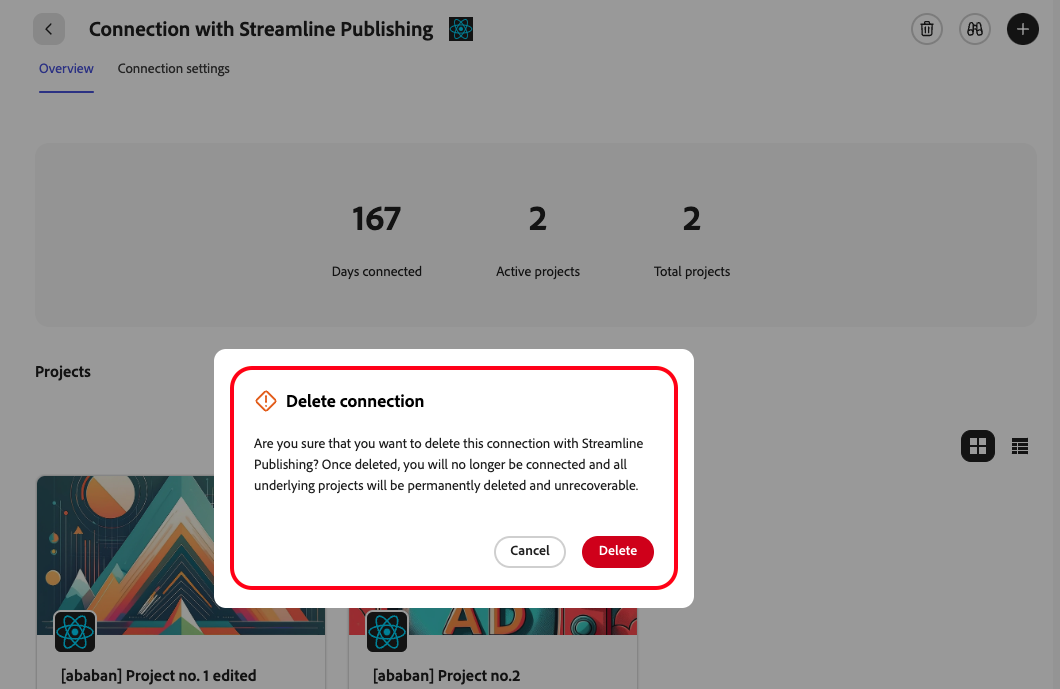 Connection with Streamline Publishing
Overview Connection settings
167 2 2
Days connected Active projects Total projects
Projects
Delete connection
Are you sure that you want to delete this connection with Streamline
Publishing? Once deleted, you will no longer be connected and all
underlying projects will be permanently deleted and unrecoverable.
Cancel Delete
AD
[ababan] Project no. 1 edited [ababan] Project no.2